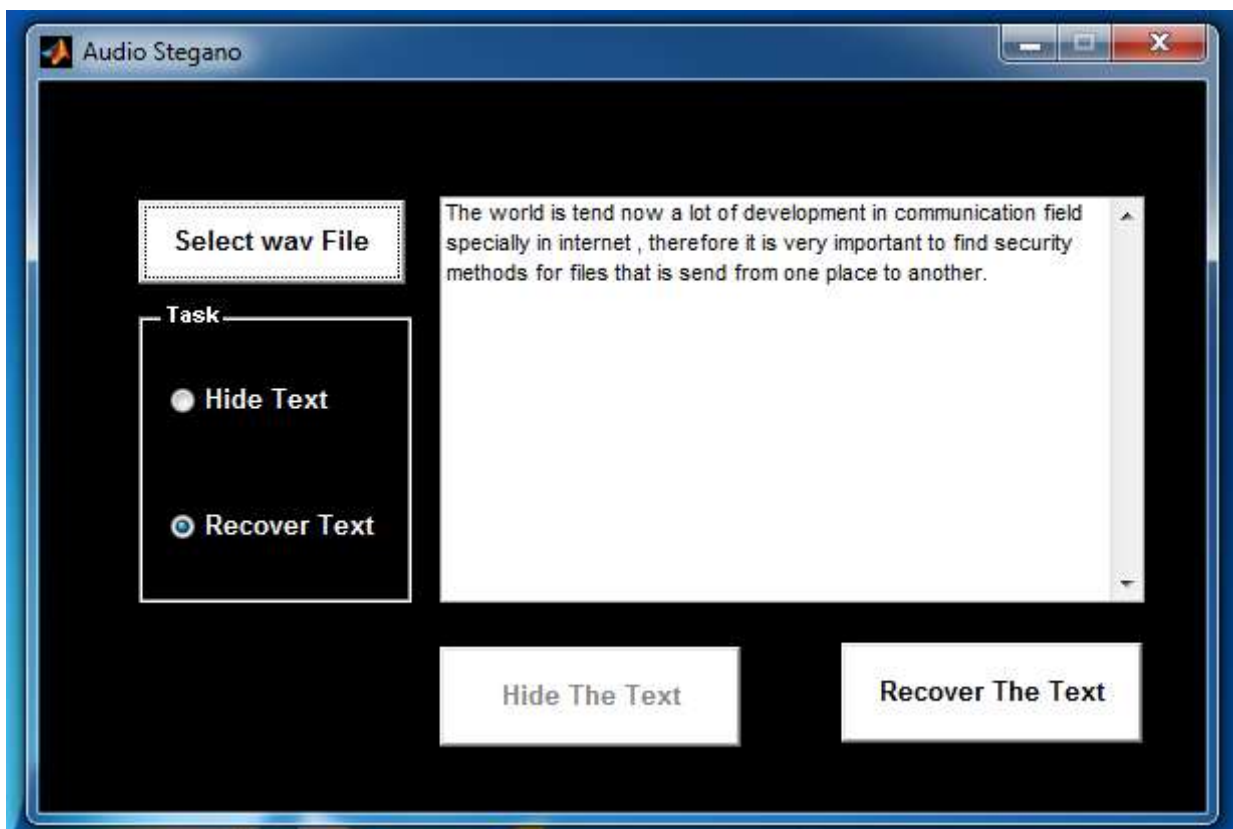 Audio Stegano
Select wav File
The world is tend now a lot of development in communication field
specially in internet , therefore it is very important to find security
methods for files that is send from one place to another.
Task
Hide Text
Recover Text
Hide The Text
Recover The Text